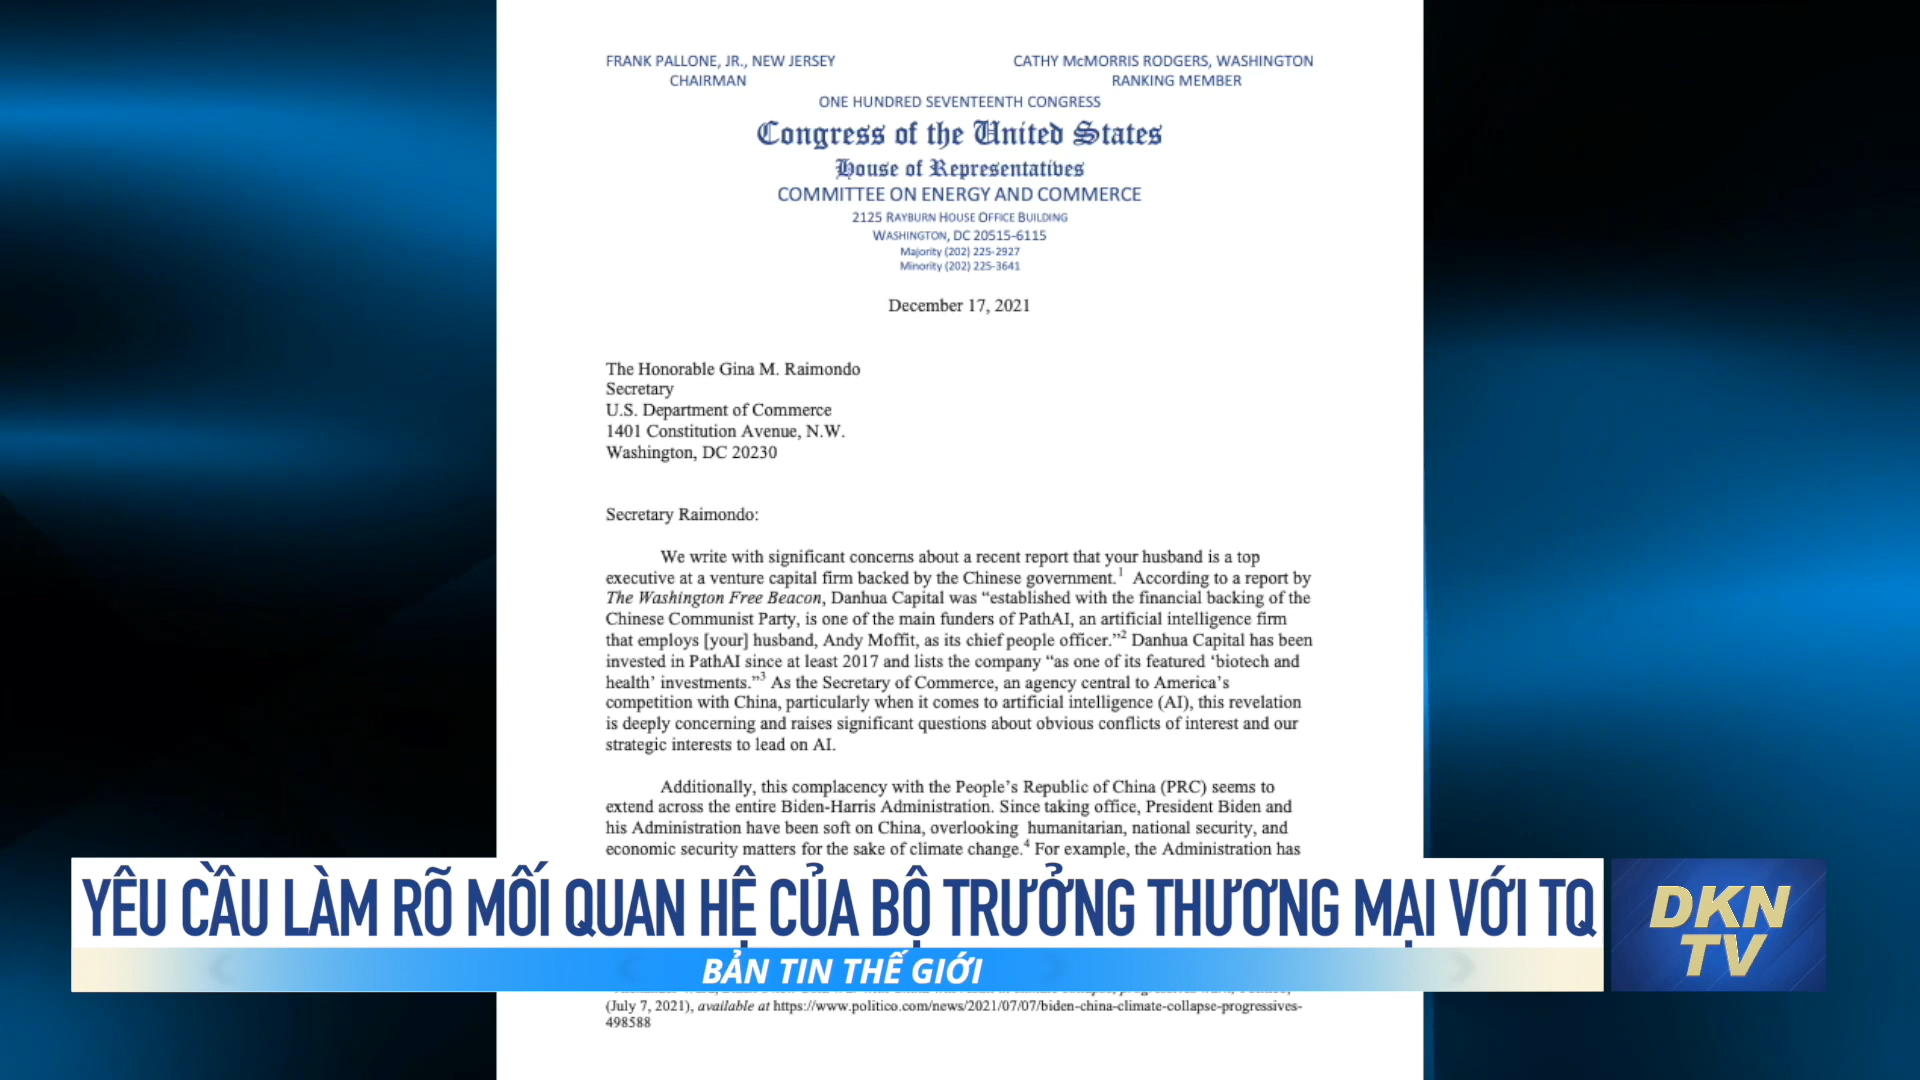 FRANK PALLONE, JR., NEW JERSEY
CHAIRMAN
CATHY McMORRIS RODGERS, WASHINGTON
RANKING MEMBER
ONE HUNDRED SEVENTEENTH CONGRESS
Congress of the United States
House of Representatives
COMMITTEE ON ENERGY AND COMMERCE
2125 RAYBURN HOUSE OFFICE BUILDING
WASHINGTON, DC 20515-6115
Majority (202) 225-2927
Minority (202) 225-3641
December 17, 2021
The Honorable Gina M. Raimondo
Secretary
U.S. Department of Commerce
1401 Constitution Avenue, N.W.
Washington, DC 20230
Secretary Raimondo:
We write with significant concerns about a recent report that your husband is a top
executive at a venture capital firm backed by the Chinese government.1 According to a report by
The Washington Free Beacon, Danhua Capital was “established with the financial backing of the
Chinese Communist Party, is one of the main funders of PathAI, an artificial intelligence firm
that employs [your] husband, Andy Moffit, as its chief people officer.”2 Danhua Capital has been
invested in PathAI since at least 2017 and lists the company “as one of its featured ‘biotech and
health’ investments.”3 As the Secretary of Commerce, an agency central to America’s
competition with China, particularly when it comes to artificial intelligence (AI), this revelation
is deeply concerning and raises significant questions about obvious conflicts of interest and our
strategic interests to lead on AI.
Additionally, this complacency with the People’s Republic of China (PRC) seems to
extend across the entire Biden-Harris Administration. Since taking office, President Biden and
his Administration have been soft on China, overlooking humanitarian, national security, and
economic security matters for the sake of climate change.4 For example, the Administration has
YÊU CẦU LÀM RÕ MỐI QUAN HỆ CỦA BỘ TRƯỞNG THƯƠNG MẠI VỚI TQ
BẢN TIN THẾ GIỚI
DKN
TV
(July 7, 2021), available at https://www.politico.com/news/2021/07/07/biden-china-climate-collapse-progressives-
498588